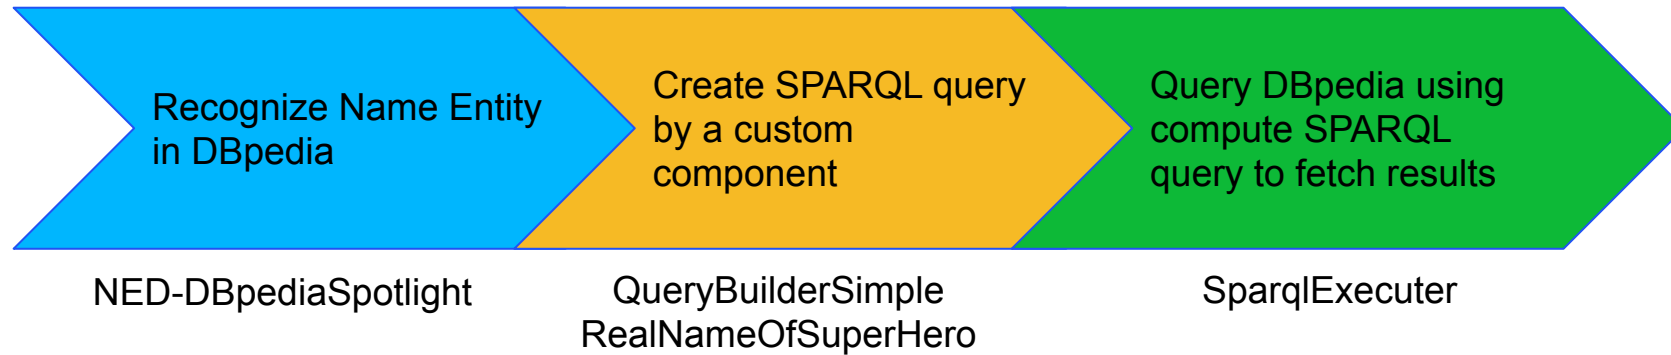 Recognize Name Entity
in DBpedia
Create SPARQL query
by a custom
component
Query DBpedia using
compute SPARQL
query to fetch results
NED-DBpediaSpotlight
QueryBuilderSimple
RealNameOfSuperHero
SparqlExecuter